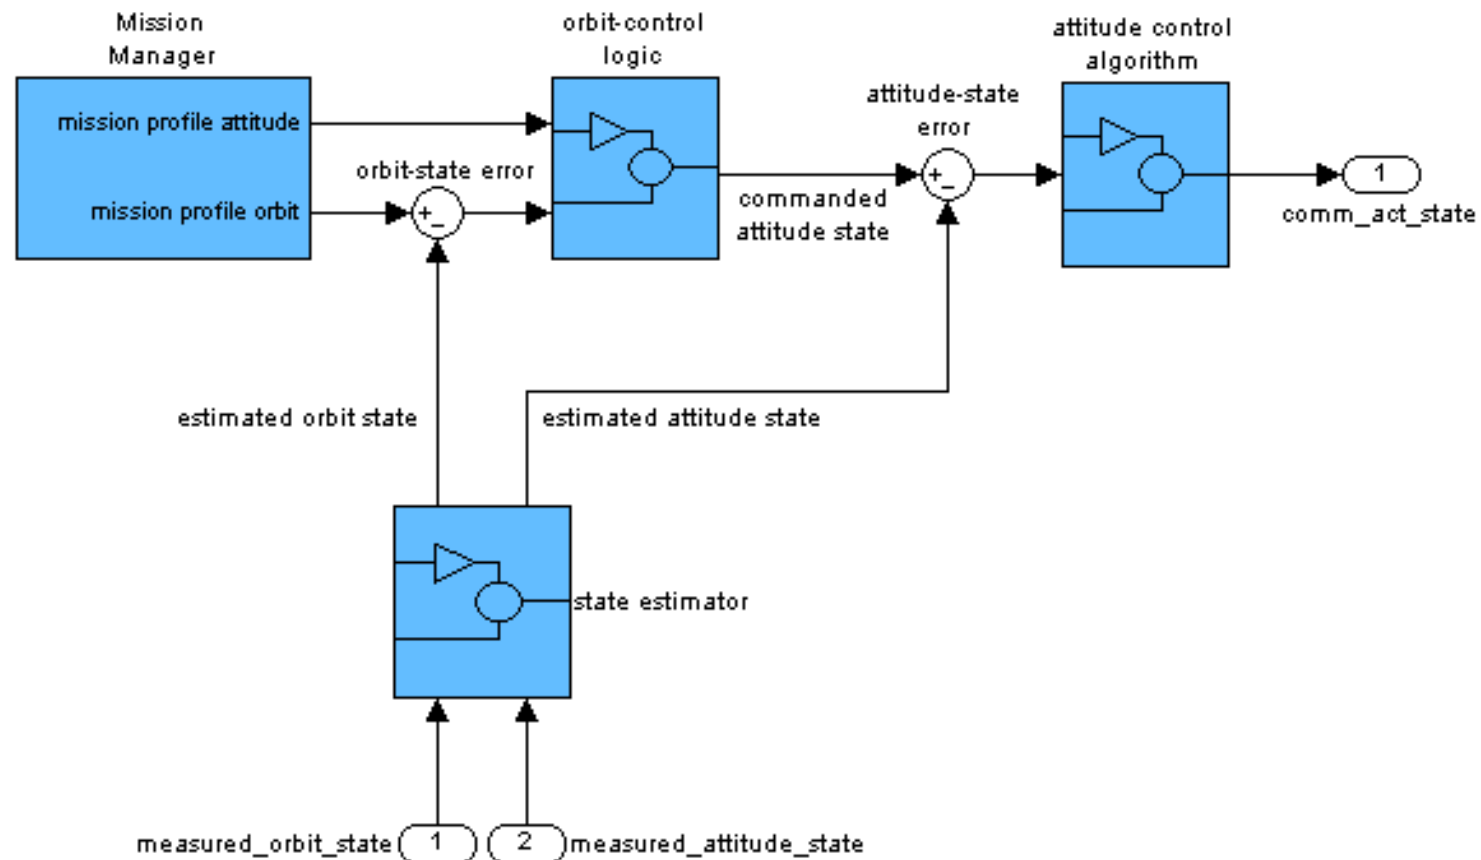 Mission
Manager
orbit-control
logic
attitude control
algorithm
mission profile attitude
attitude-state
error
orbit-state error
+
−
1
mission profile orbit
+
−
commanded
attitude state
comm_act_state
estimated orbit state
estimated attitude state
state estimator
measured_orbit_state
1
2
measured_attitude_state